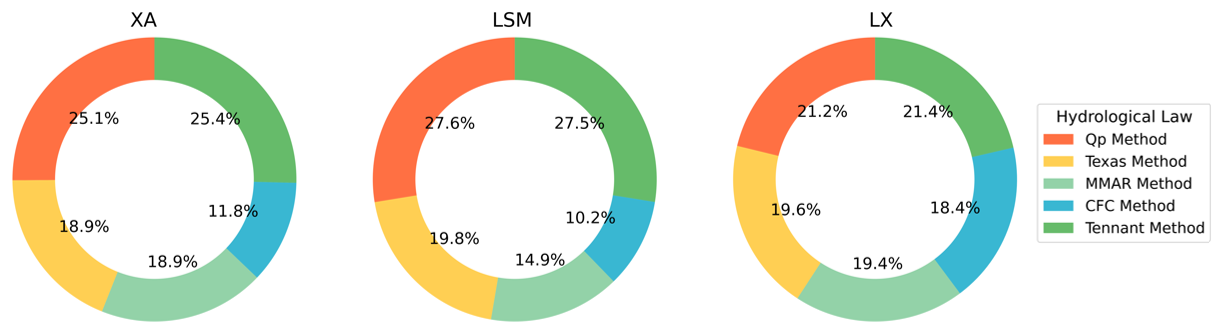 XA
25.1%
25.4%
11.8%
18.9%
18.9%
LSM
27.6%
27.5%
10.2%
19.8%
14.9%
LX
21.2%
21.4%
18.4%
19.6%
19.4%
Hydrological Law
Qp Method
Texas Method
MMAR Method
CFC Method
Tennant Method